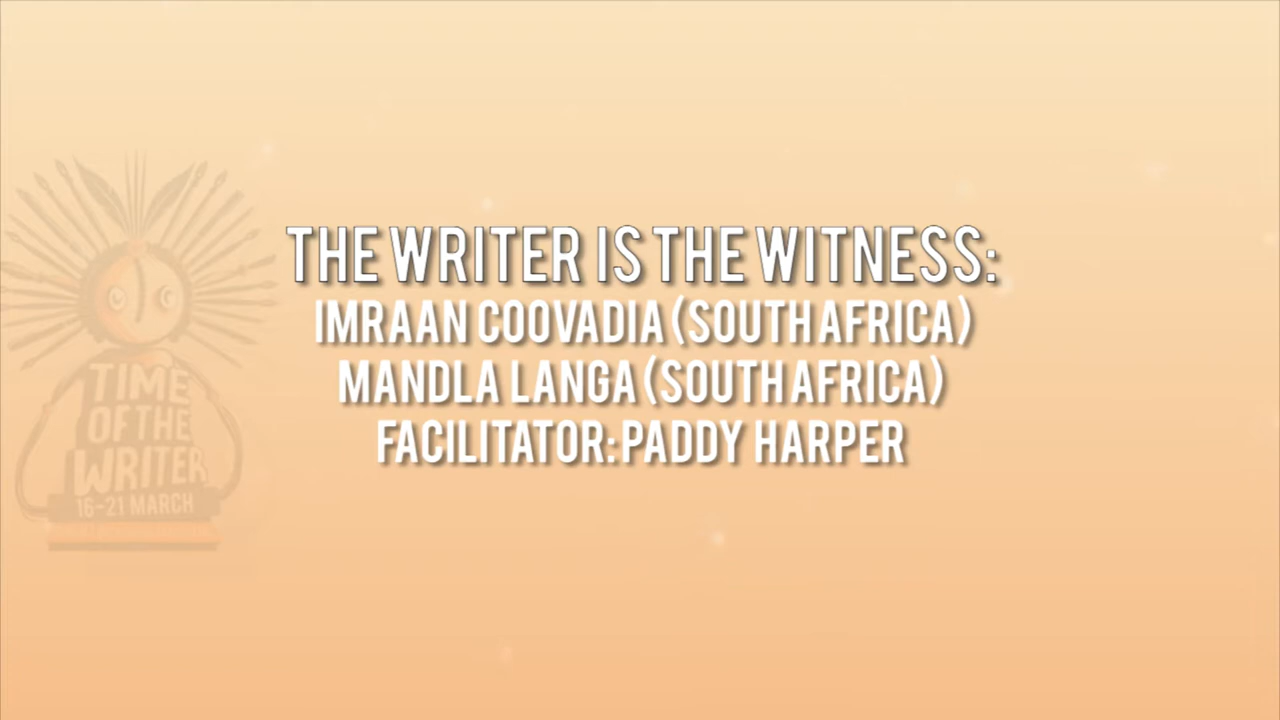 THE WRITER IS THE WITNESS:
IMRAAN COOVADIA (SOUTH AFRICA)
MANDLA LANGA (SOUTH AFRICA)
FACILITATOR: PADDY HARPER
TIME
OF THE
WRITER
16-21 MARCH